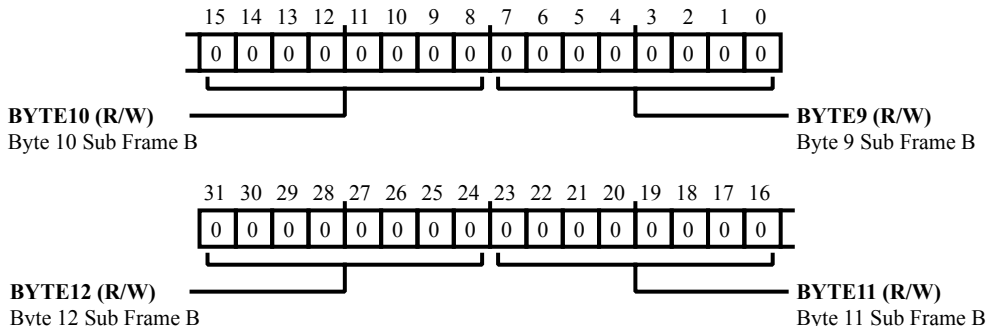 15 14 13 12 11 10 9 8 7 6 5 4 3 2 1 0
0 0 0 0 0 0 0 0 0 0 0 0 0 0 0 0
BYTE10 (R/W) BYTE9 (R/W)
Byte 10 Sub Frame B Byte 9 Sub Frame B
31 30 29 28 27 26 25 24 23 22 21 20 19 18 17 16
0 0 0 0 0 0 0 0 0 0 0 0 0 0 0 0
BYTE12 (R/W) BYTE11 (R/W)
Byte 12 Sub Frame B Byte 11 Sub Frame B